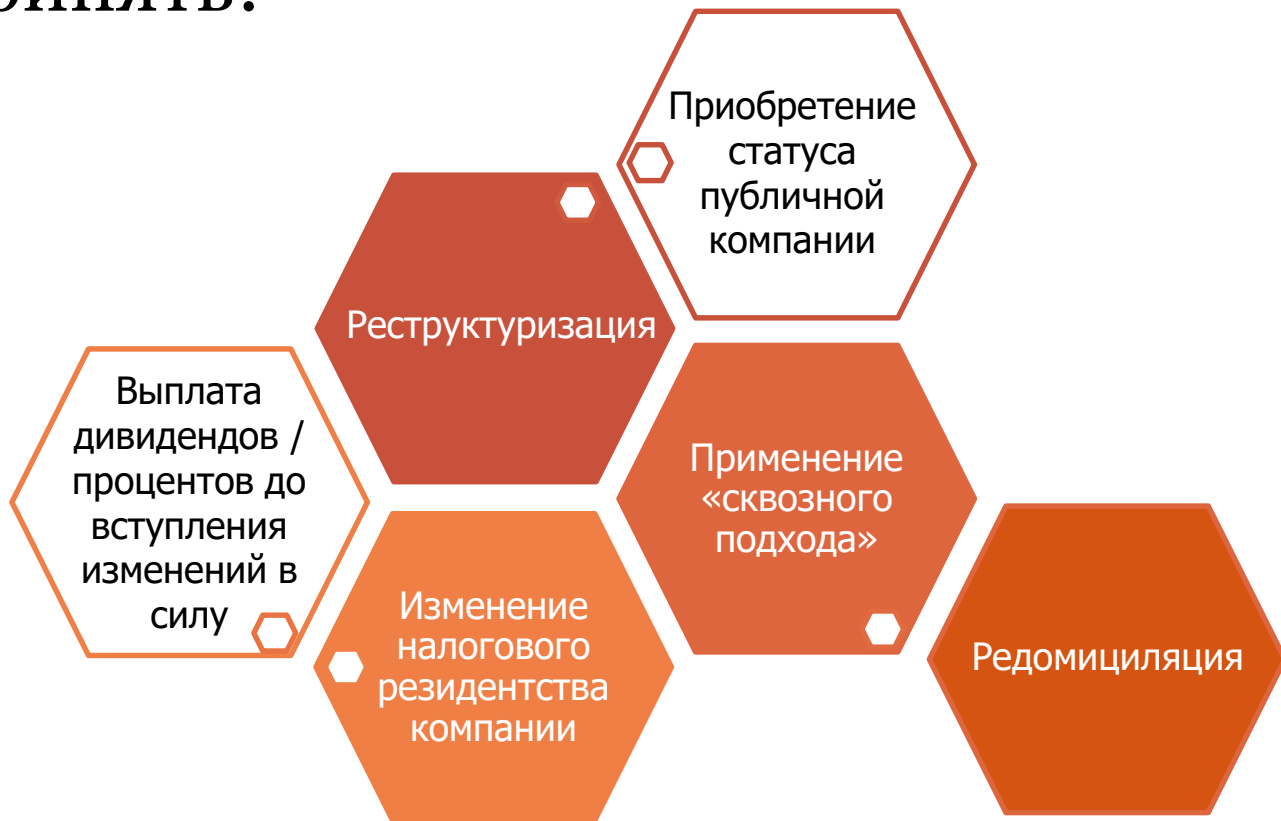 Приобретение
статуса
публичной
компании
Реструктуризация
Выплата
дивидендов /
процентов до
вступления
изменений в
силу
Применение
«сквозного
подхода»
Изменение
налогового
резидентства
компании
Редомициляция